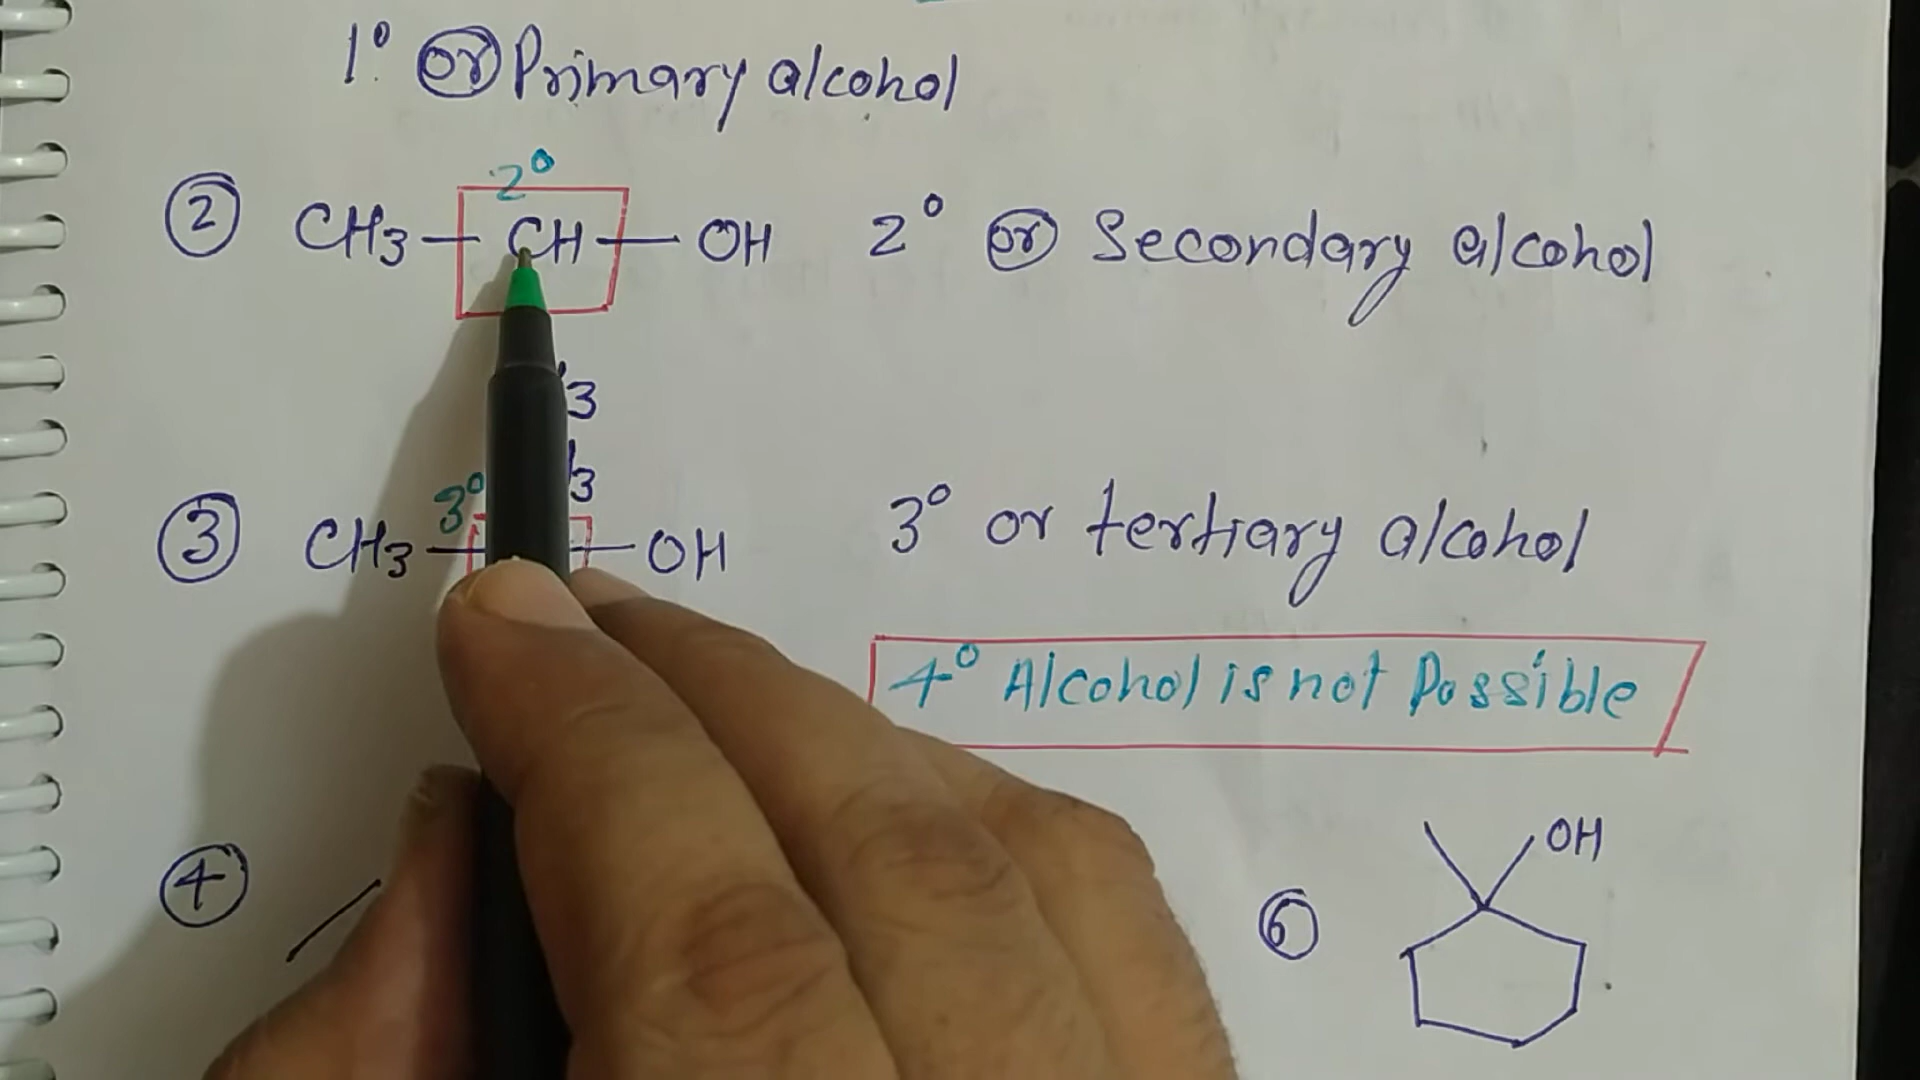 1° or Primary alcohol
2°
② CH3 — CH — OH 2° or Secondary alcohol
3
3
3°
③ CH3 — — OH 3° or tertiary alcohol
4° Alcohol is not Possible
OH
④ ⑥